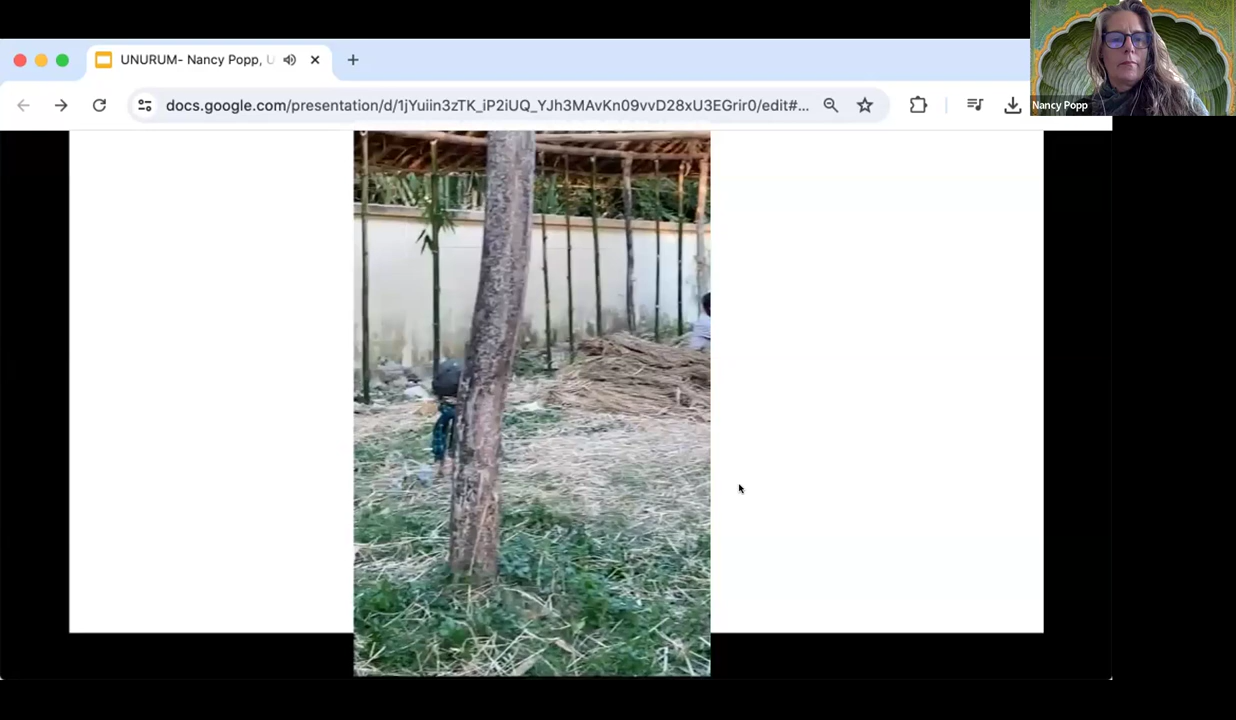 UNURUM- Nancy Popp, U
docs.google.com/presentation/d/1jYuiin3zTK_iP2iUQ_YJh3MAvKn09vvD28xU3EGrir0/edit#...
Nancy Popp